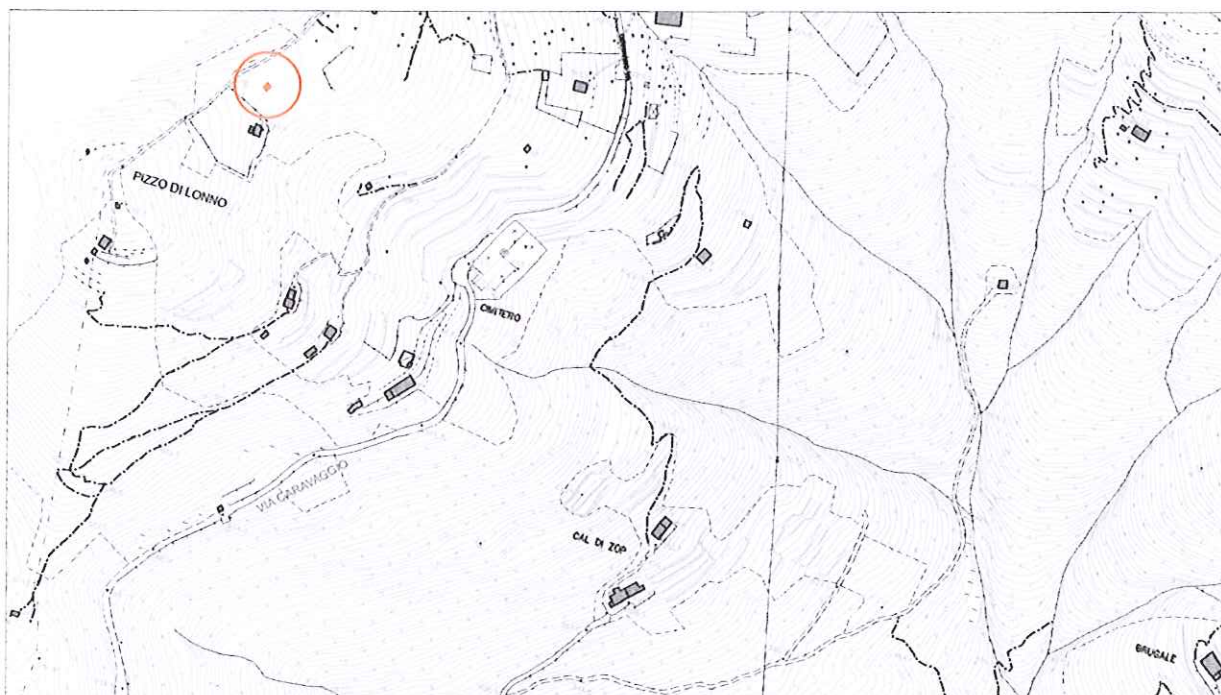 PIZZO DI LONNO
CIMITERO
VIA CARAVAGGIO
CAL DI ZOP
BRUGALE